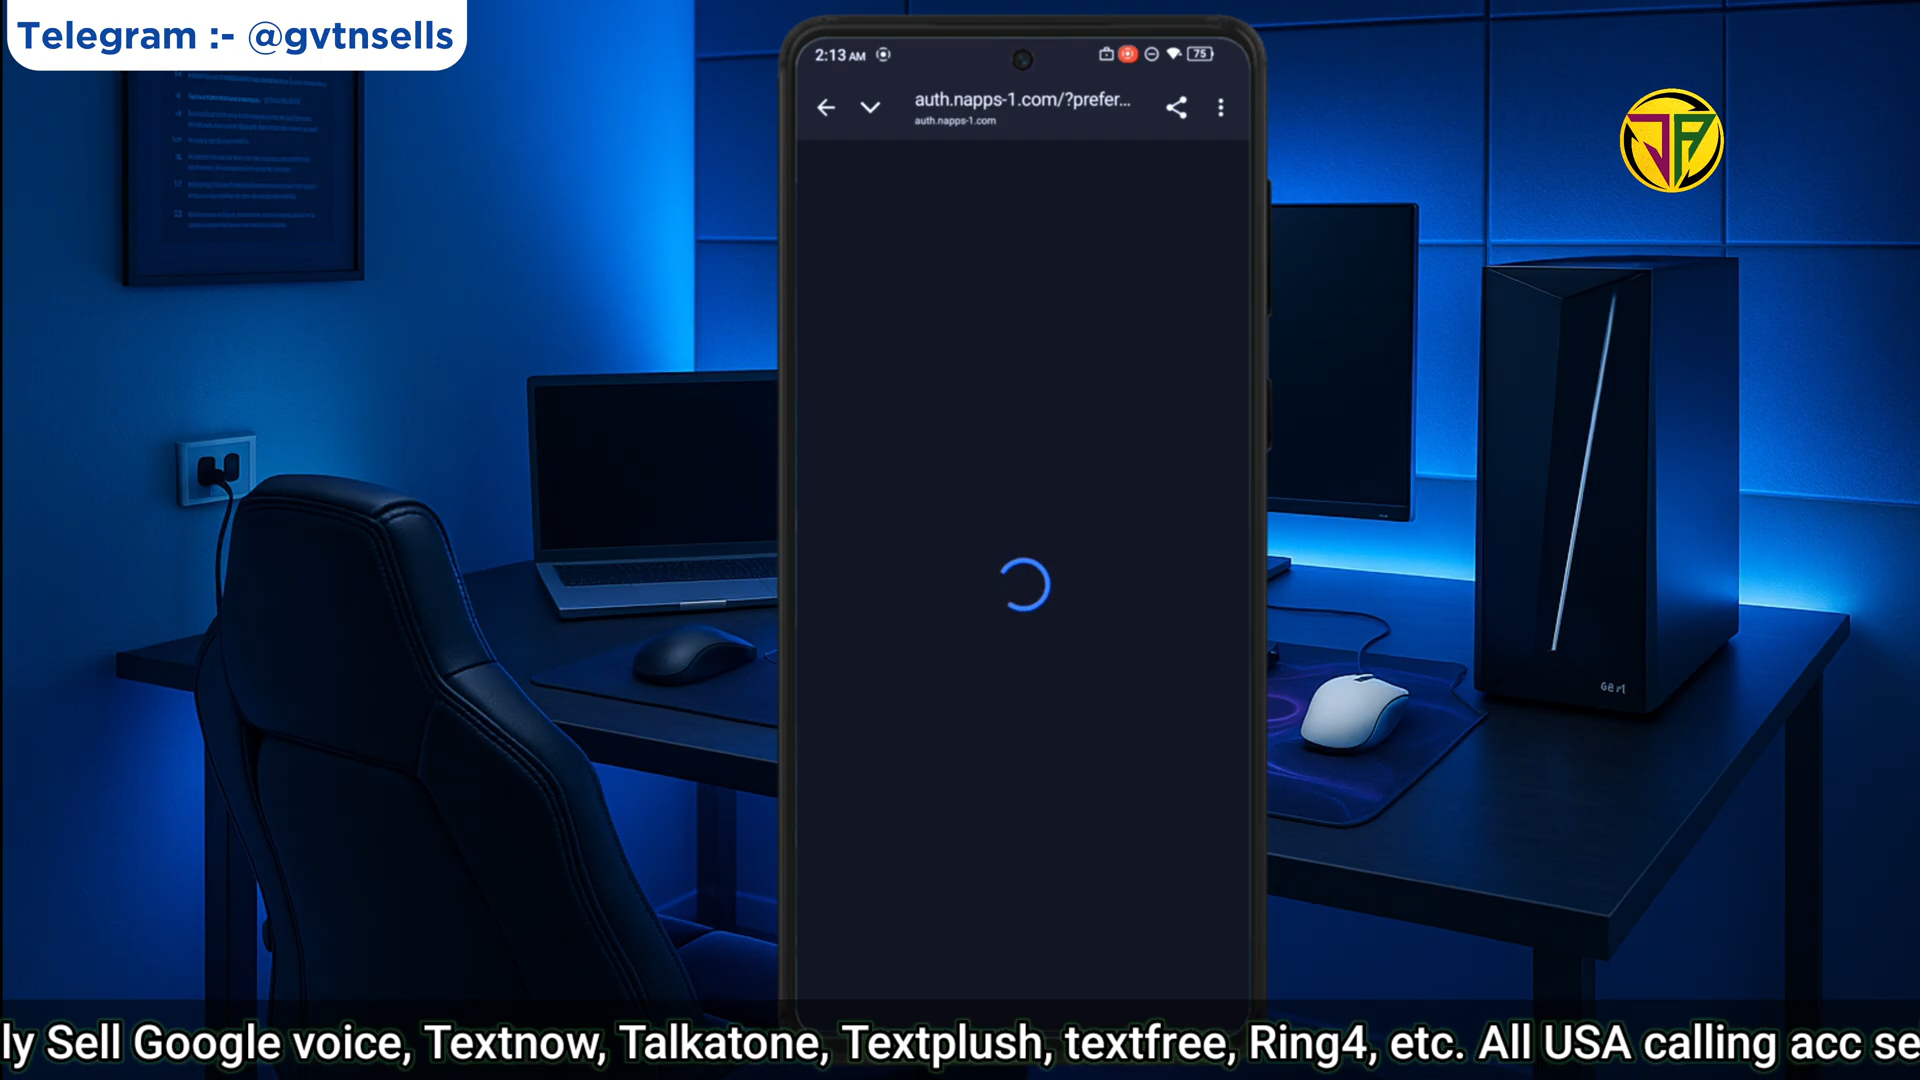 Telegram :- @gvtnsells
2:13 AM
75
auth.napps-1.com/?prefer...
auth.napps-1.com
ly Sell Google voice, Textnow, Talkatone, Textplush, textfree, Ring4, etc. All USA calling acc se